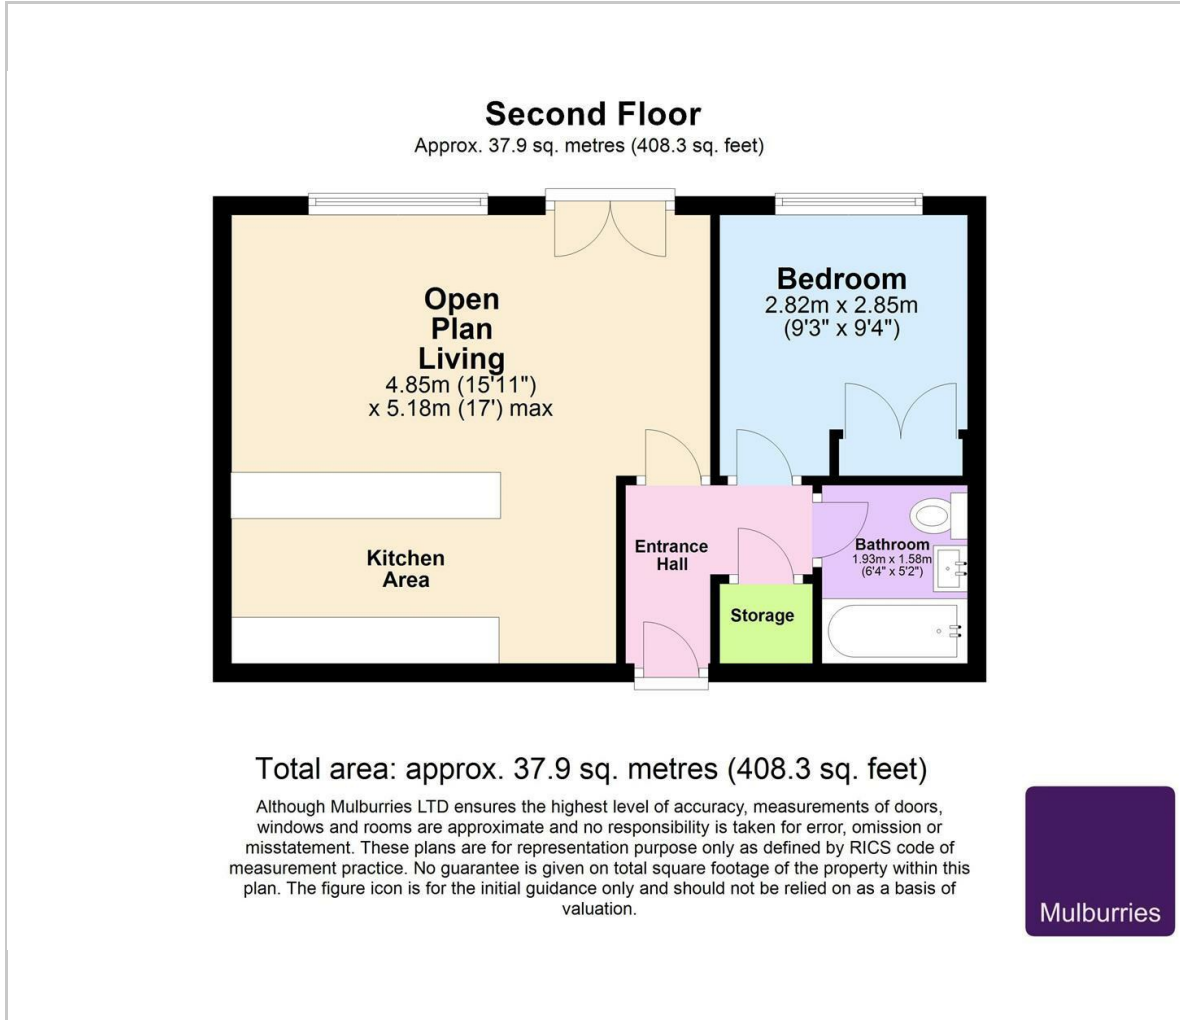 Second Floor
Approx. 37.9 sq. metres (408.3 sq. feet)
Open
Plan
Living
4.85m (15'11")
x 5.18m (17') max
Bedroom
2.82m x 2.85m
(9'3" x 9'4")
Kitchen
Area
Entrance
Hall
Bathroom
1.93m x 1.58m
(6'4" x 5'2")
Storage
Total area: approx. 37.9 sq. metres (408.3 sq. feet)
Although Mulburries LTD ensures the highest level of accuracy, measurements of doors,
windows and rooms are approximate and no responsibility is taken for error, omission or
misstatement. These plans are for representation purpose only as defined by RICS code of
measurement practice. No guarantee is given on total square footage of the property within this
plan. The figure icon is for the initial guidance only and should not be relied on as a basis of
valuation.
Mulburries